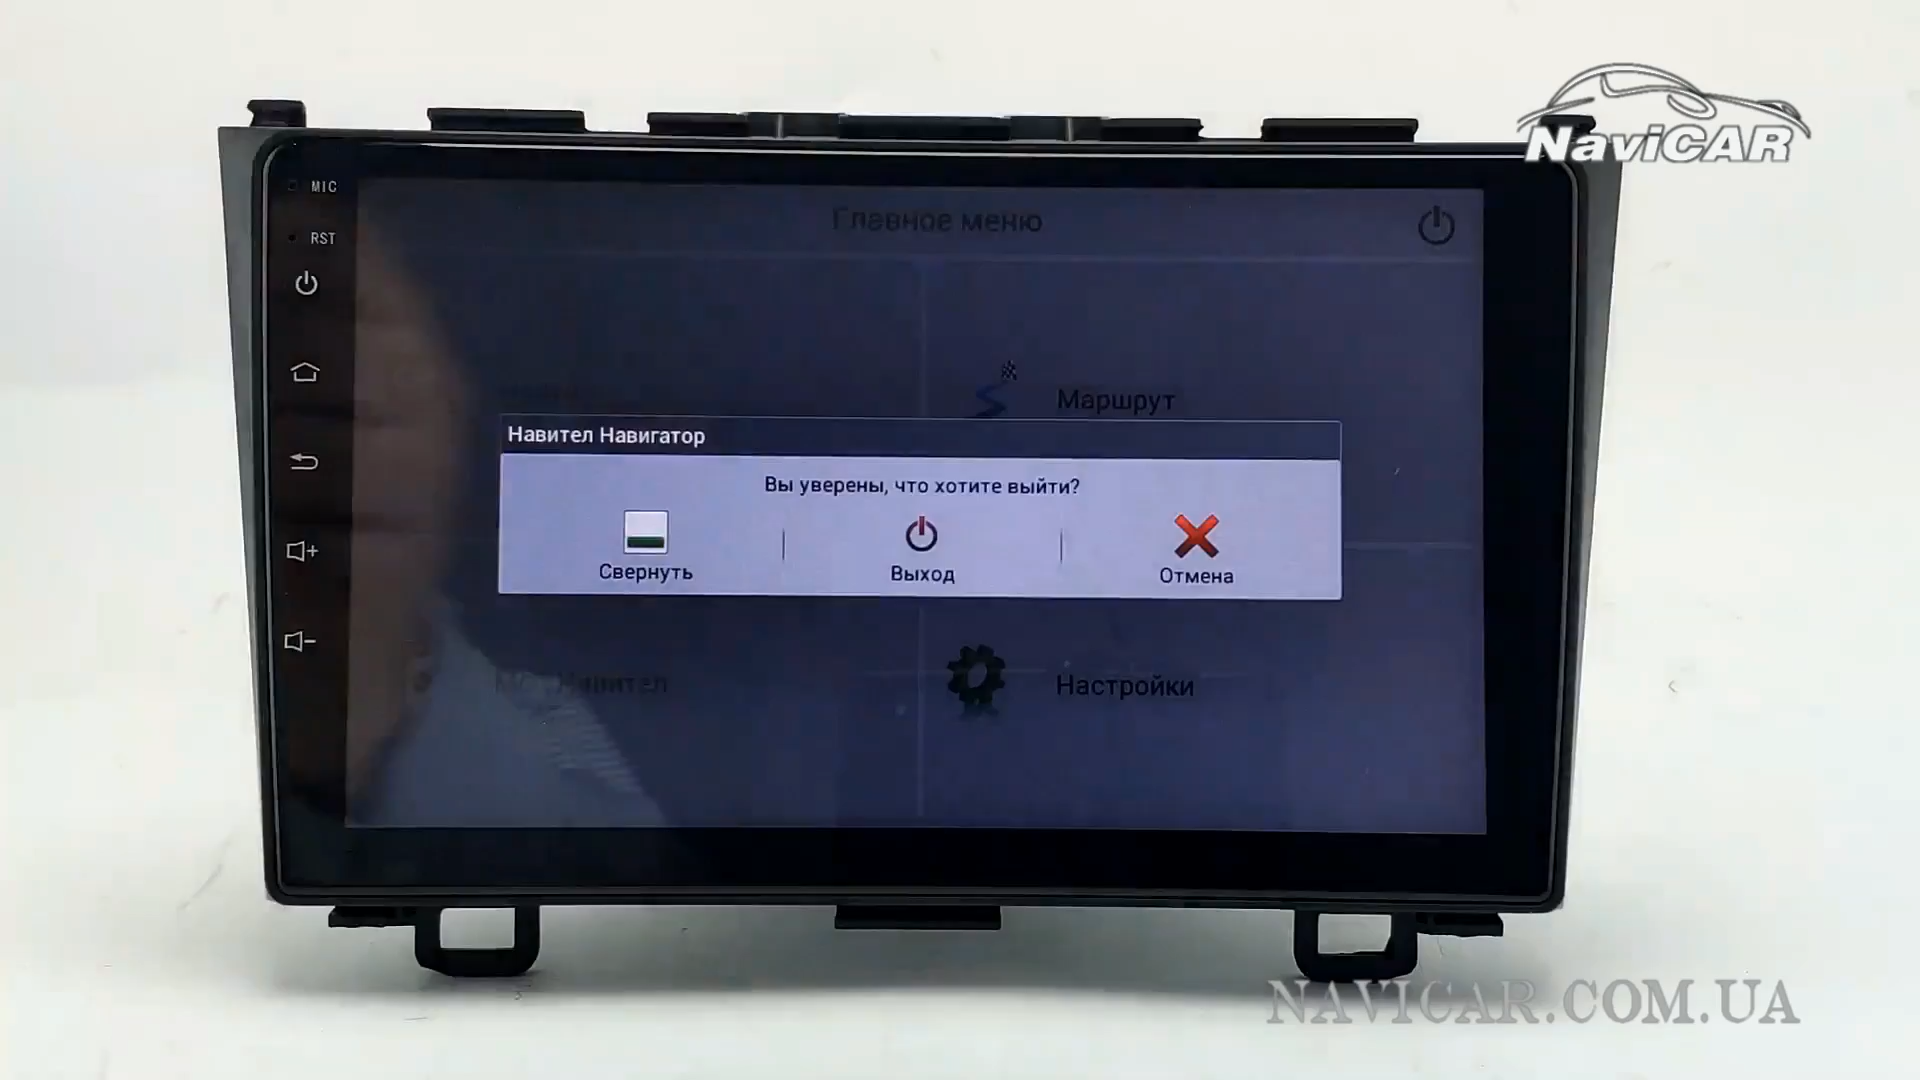 NaviCAR
MIC
RST
Главное меню
Маршрут
Навител Навигатор
Вы уверены, что хотите выйти?
Свернуть
Выход
Отмена
Навител
Настройки
NAVICAR.COM.UA